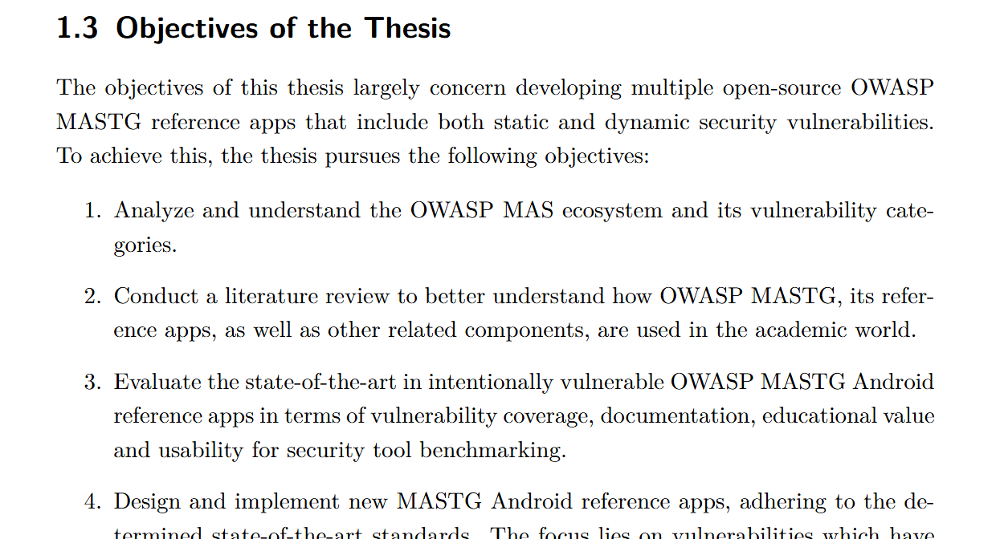 1.3 Objectives of the Thesis
The objectives of this thesis largely concern developing multiple open-source OWASP
MASTG reference apps that include both static and dynamic security vulnerabilities.
To achieve this, the thesis pursues the following objectives:
1. Analyze and understand the OWASP MAS ecosystem and its vulnerability cate-
gories.
2. Conduct a literature review to better understand how OWASP MASTG, its refer-
ence apps, as well as other related components, are used in the academic world.
3. Evaluate the state-of-the-art in intentionally vulnerable OWASP MASTG Android
reference apps in terms of vulnerability coverage, documentation, educational value
and usability for security tool benchmarking.
4. Design and implement new MASTG Android reference apps, adhering to the de-
termined state-of-the-art standards. The focus lies on vulnerabilities which have